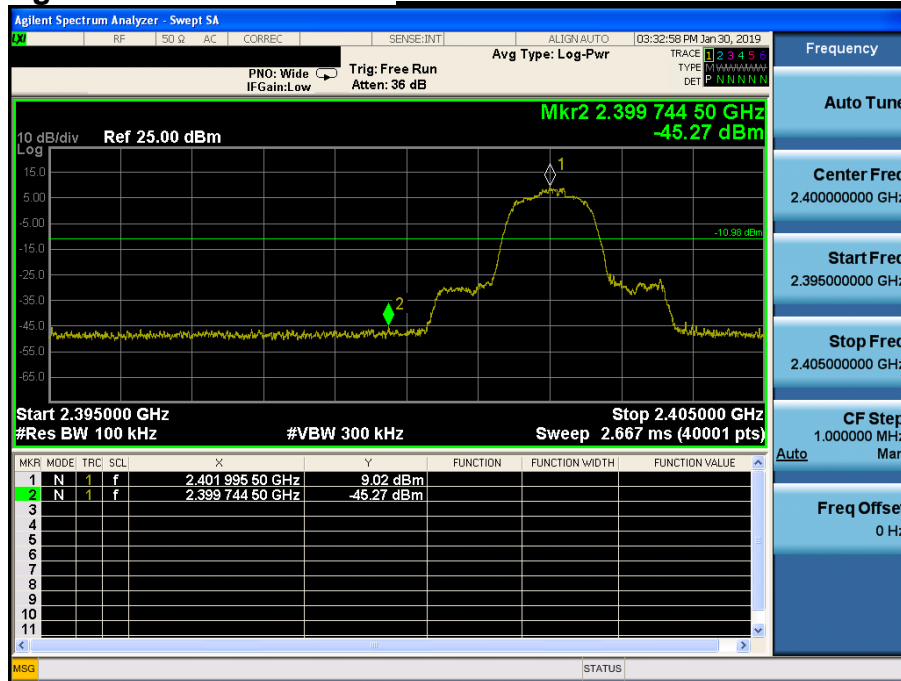 Agilent Spectrum Analyzer - Swept SA
LXI RF 50 Ω AC CORREC SENSE:INT ALIGN AUTO 03:32:58 PM Jan 30, 2019
PNO: Wide Trig: Free Run Avg Type: Log-Pwr TRACE 1 2 3 4 5 6
IFGain:Low Atten: 36 dB TYPE M WWWWW
DET P N N N N N
Mkr2 2.399 744 50 GHz
10 dB/div Ref 25.00 dBm -45.27 dBm
Log
15.0
5.00
-5.00
-10.98 dBm
-15.0
-25.0
-35.0
-45.0
-55.0
-65.0
1
2
Start 2.395000 GHz Stop 2.405000 GHz
#Res BW 100 kHz #VBW 300 kHz Sweep 2.667 ms (40001 pts)
MKR MODE TRC SCL X Y FUNCTION FUNCTION WIDTH FUNCTION VALUE
1 N 1 f 2.401 995 50 GHz 9.02 dBm
2 N 1 f 2.399 744 50 GHz -45.27 dBm
3
4
5
6
7
8
9
10
11
MSG STATUS
Frequency
Auto Tune
Center Freq
2.400000000 GHz
Start Freq
2.395000000 GHz
Stop Freq
2.405000000 GHz
CF Step
1.000000 MHz
Auto Man
Freq Offset
0 Hz